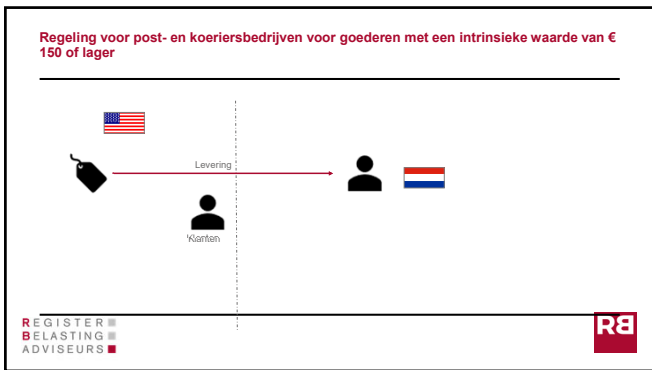 Regeling voor post- en koeriersbedrijven voor goederen met een intrinsieke waarde van €
150 of lager
Levering
Klanten
REGISTER
BELASTING
ADVISEURS
RB